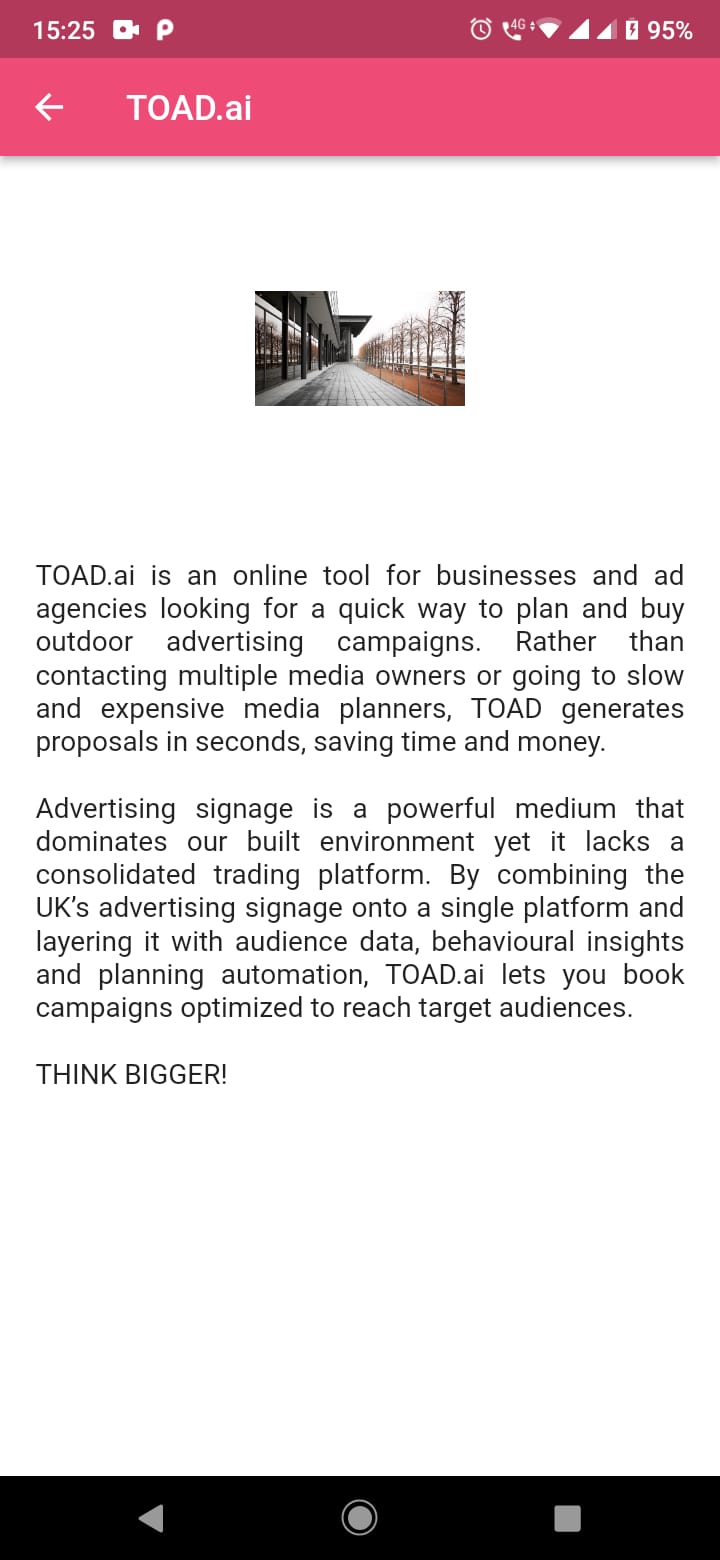 15:25
4G
95%
TOAD.ai
TOAD.ai is an online tool for businesses and ad
agencies looking for a quick way to plan and buy
outdoor advertising campaigns. Rather than
contacting multiple media owners or going to slow
and expensive media planners, TOAD generates
proposals in seconds, saving time and money.
Advertising signage is a powerful medium that
dominates our built environment yet it lacks a
consolidated trading platform. By combining the
UK’s advertising signage onto a single platform and
layering it with audience data, behavioural insights
and planning automation, TOAD.ai lets you book
campaigns optimized to reach target audiences.
THINK BIGGER!